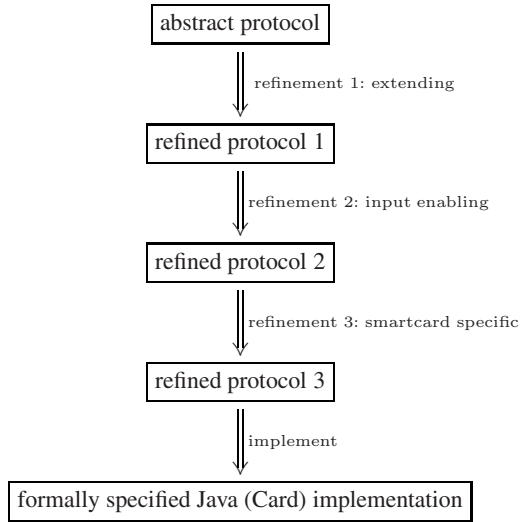 abstract protocol
refinement 1: extending
refined protocol 1
refinement 2: input enabling
refined protocol 2
refinement 3: smartcard specific
refined protocol 3
implement
formally specified Java (Card) implementation